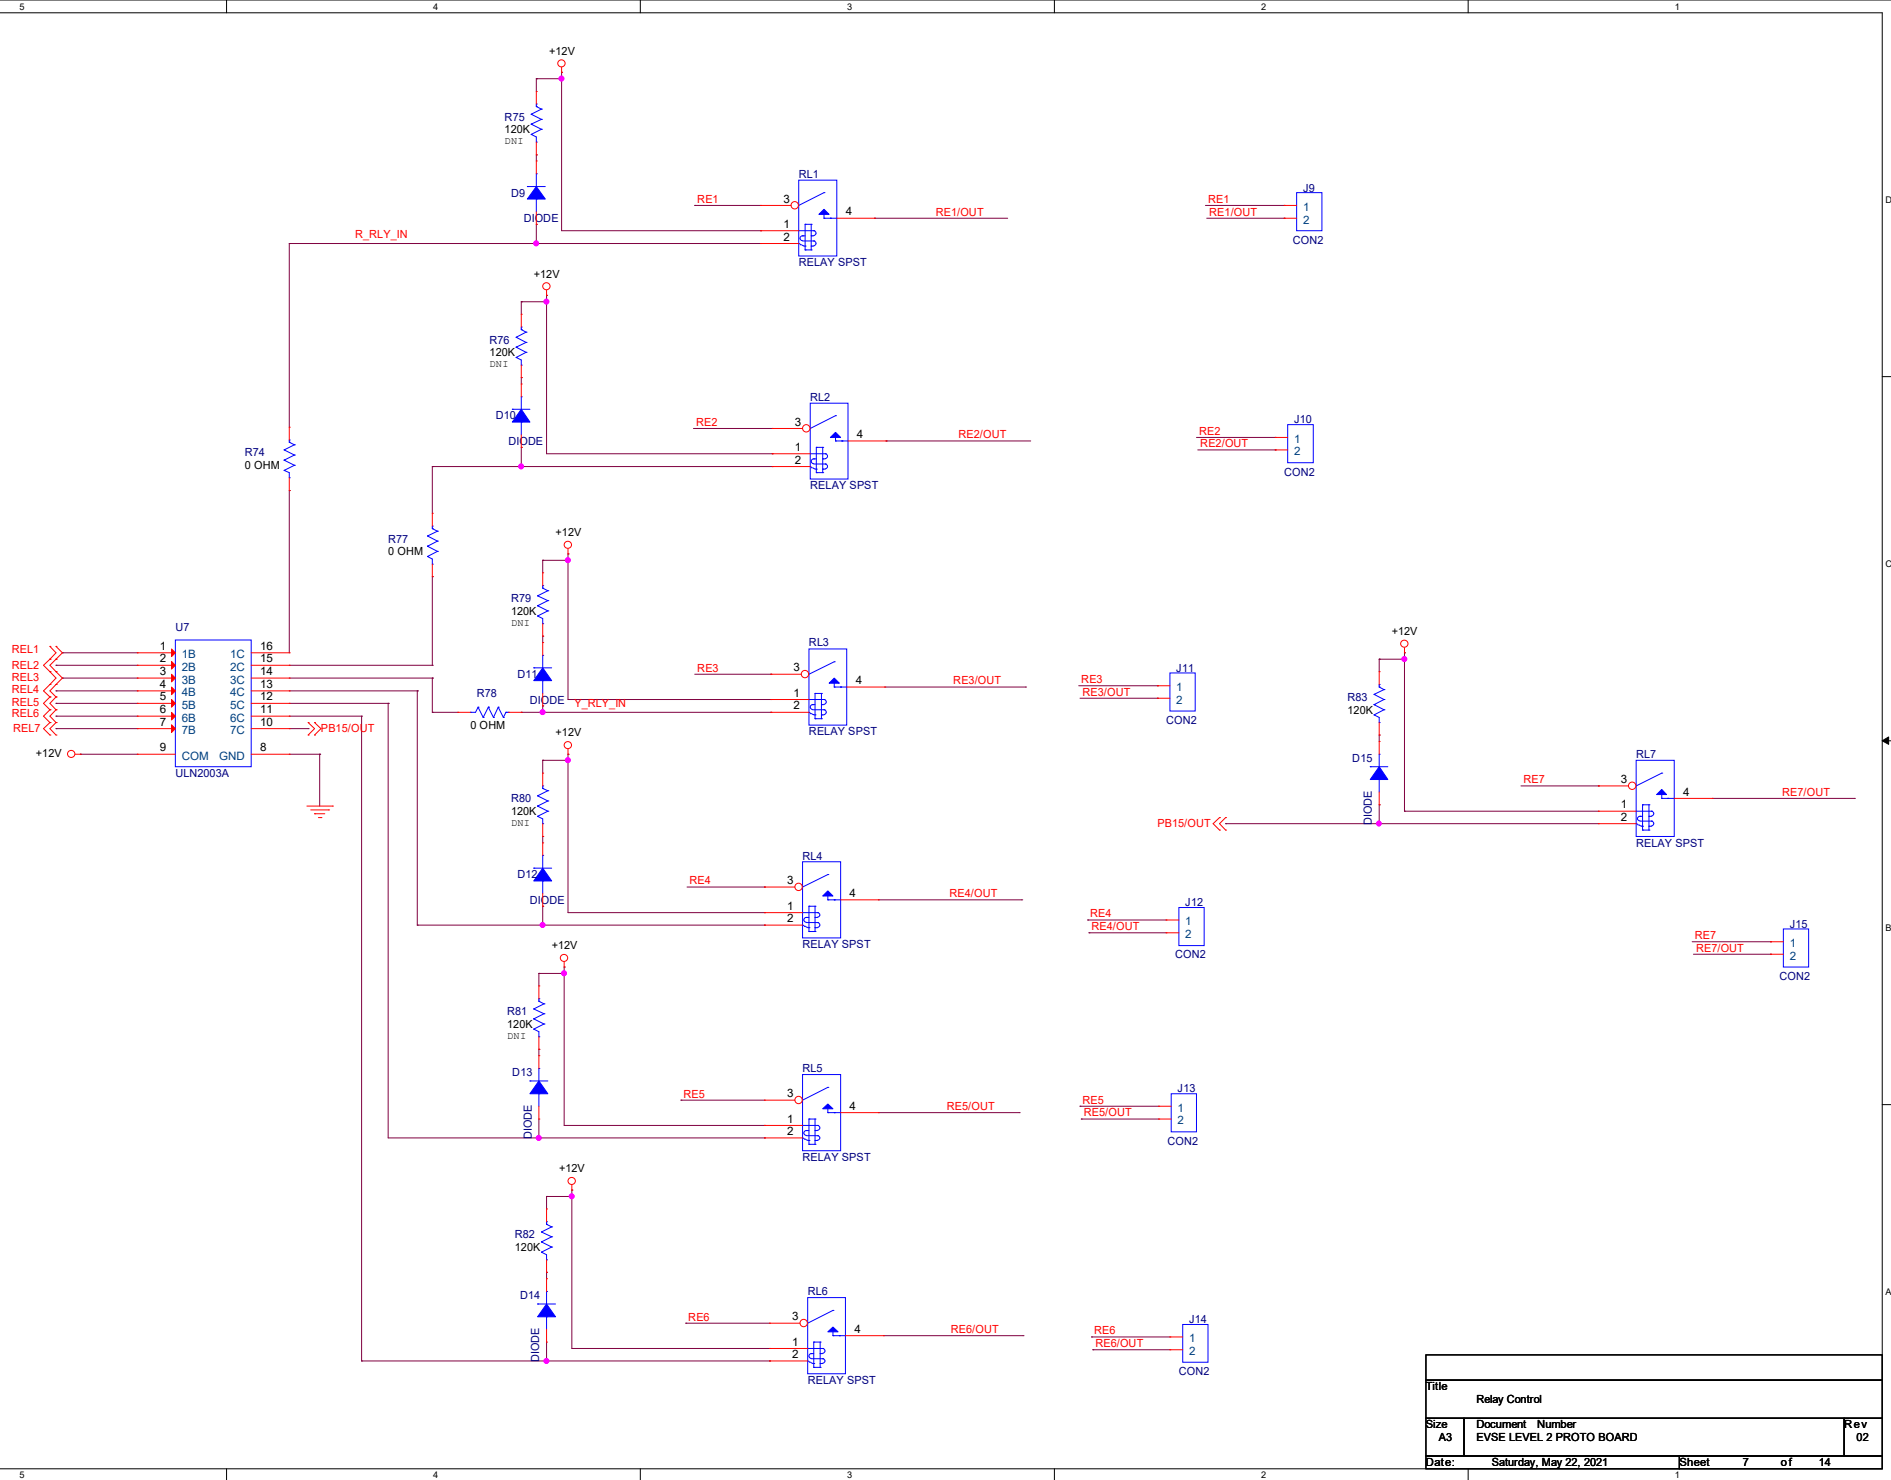 5
4
3
2
1
+12V
R75
120K
DNI
D9
DIODE
R_RLY_IN
RE1
RL1
3
4
1
2
RE1/OUT
RELAY SPST
RE1
RE1/OUT
J9
1
2
CON2
D
+12V
R76
120K
DNI
D10
DIODE
RE2
RL2
3
4
1
2
RE2/OUT
RELAY SPST
RE2
RE2/OUT
J10
1
2
CON2
R74
0 OHM
R77
0 OHM
+12V
R79
120K
DNI
D11
DIODE
Y_RLY_IN
R78
0 OHM
RE3
RL3
3
4
1
2
RE3/OUT
RELAY SPST
RE3
RE3/OUT
J11
1
2
CON2
C
U7
REL1 1 1B 1C 16
REL2 2 2B 2C 15
REL3 3 3B 3C 14
REL4 4 4B 4C 13
REL5 5 5B 5C 12
REL6 6 6B 6C 11
REL7 7 7B 7C 10 PB15/OUT
+12V 9 COM GND 8
ULN2003A
+12V
R80
120K
DNI
D12
DIODE
RE4
RL4
3
4
1
2
RE4/OUT
RELAY SPST
RE4
RE4/OUT
J12
1
2
CON2
+12V
R83
120K
D15
DIODE
PB15/OUT
RE7
RL7
3
4
1
2
RE7/OUT
RELAY SPST
RE7
RE7/OUT
J15
1
2
CON2
B
+12V
R81
120K
DNI
D13
DIODE
RE5
RL5
3
4
1
2
RE5/OUT
RELAY SPST
RE5
RE5/OUT
J13
1
2
CON2
+12V
R82
120K
D14
DIODE
RE6
RL6
3
4
1
2
RE6/OUT
RELAY SPST
RE6
RE6/OUT
J14
1
2
CON2
A
Title
Relay Control
Size Document Number Rev
A3 EVSE LEVEL 2 PROTO BOARD 02
Date: Saturday, May 22, 2021 Sheet 7 of 14
5
4
3
2
1